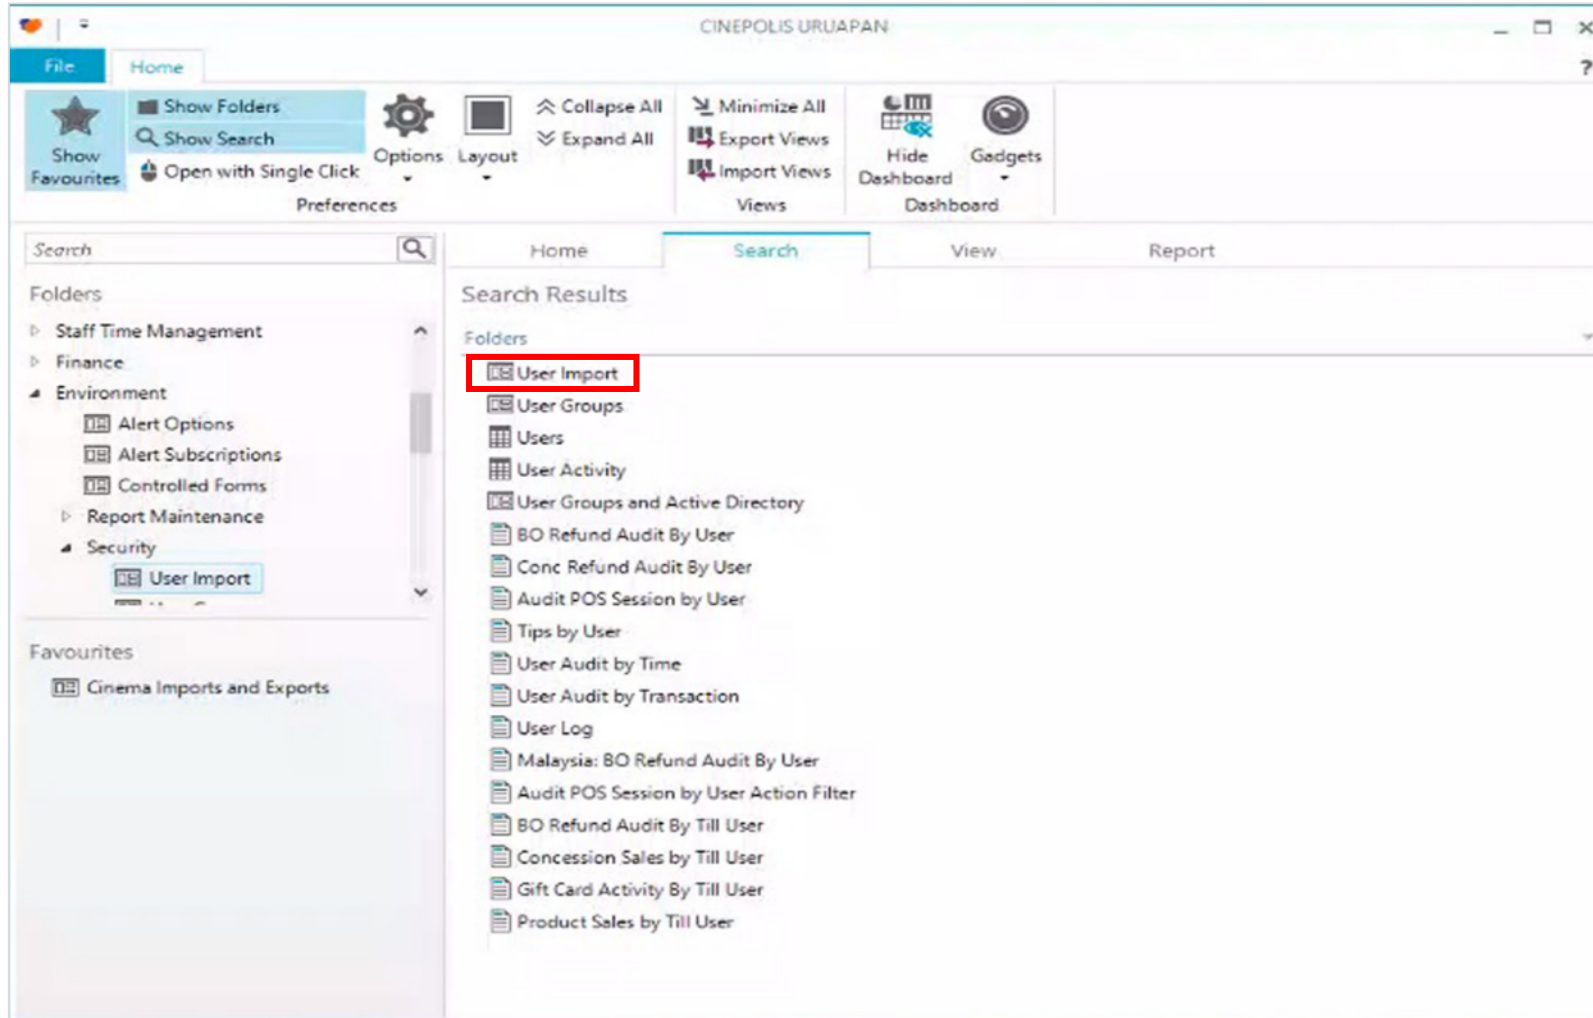 CINEPOLIS URUAPAN
File
Home
?
Show Favourites
Show Folders
Show Search
Open with Single Click
Options
Layout
Collapse All
Expand All
Preferences
Minimize All
Export Views
Import Views
Views
Hide Dashboard
Gadgets
Dashboard
Search
Home
Search
View
Report
Folders
Staff Time Management
Finance
Environment
Alert Options
Alert Subscriptions
Controlled Forms
Report Maintenance
Security
User Import
Favourites
Cinema Imports and Exports
Search Results
Folders
User Import
User Groups
Users
User Activity
User Groups and Active Directory
BO Refund Audit By User
Conc Refund Audit By User
Audit POS Session by User
Tips by User
User Audit by Time
User Audit by Transaction
User Log
Malaysia: BO Refund Audit By User
Audit POS Session by User Action Filter
BO Refund Audit By Till User
Concession Sales by Till User
Gift Card Activity By Till User
Product Sales by Till User